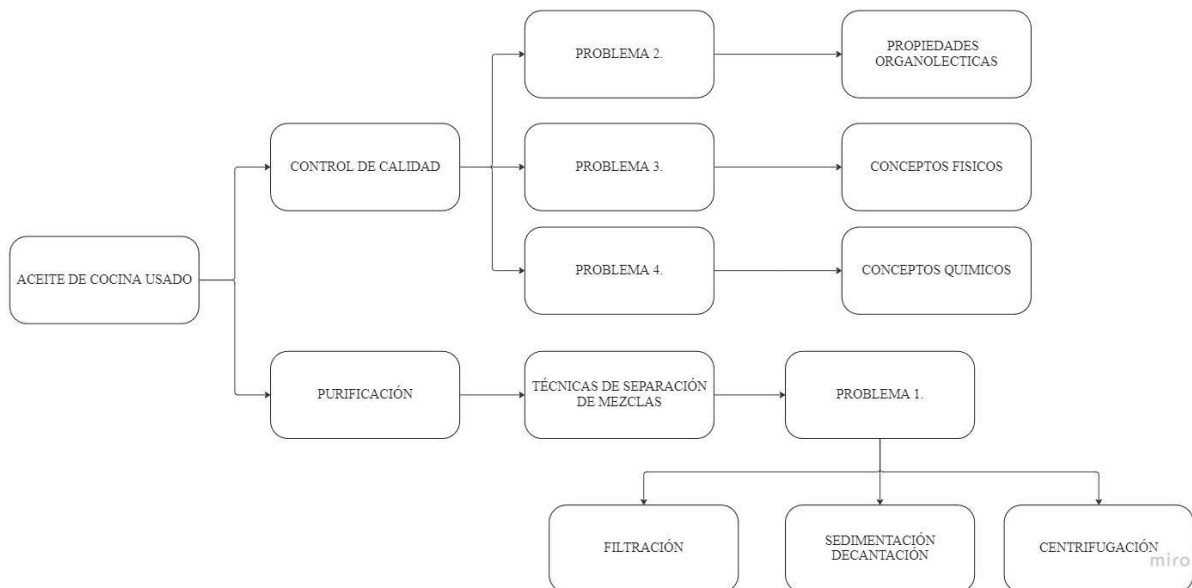 PROBLEMA 2.
PROPIEDADES
ORGANOLECTICAS
CONTROL DE CALIDAD
PROBLEMA 3.
CONCEPTOS FISICOS
ACEITE DE COCINA USADO
PROBLEMA 4.
CONCEPTOS QUIMICOS
PURIFICACIÓN
TÉCNICAS DE SEPARACIÓN
DE MEZCLAS
PROBLEMA 1.
FILTRACIÓN
SEDIMENTACIÓN
DECANTACIÓN
CENTRIFUGACIÓN
miro